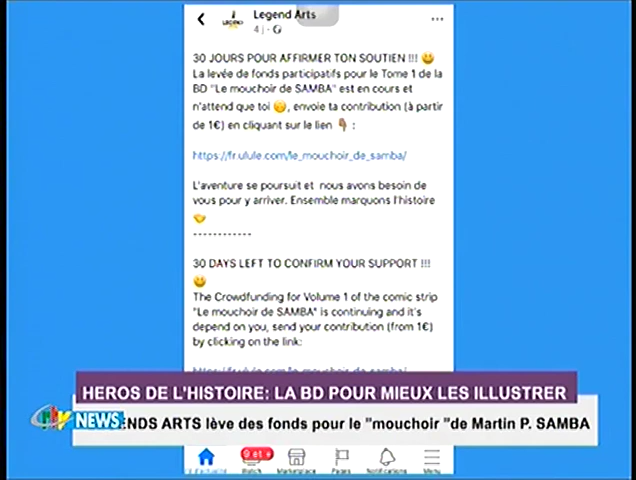 Legend Arts
4 j
30 JOURS POUR AFFIRMER TON SOUTIEN !!! 😃
La levée de fonds participatifs pour le Tome 1 de la
BD "Le mouchoir de SAMBA" est en cours et
n'attend que toi 😊, envoie ta contribution (à partir
de 1€) en cliquant sur le lien 👇🏽 :
https://fr.ulule.com/le_mouchoir_de_samba/
L'aventure se poursuit et nous avons besoin de
vous pour y arriver. Ensemble marquons l'histoire
🤝
------------
30 DAYS LEFT TO CONFIRM YOUR SUPPORT !!!
😃
The Crowdfunding for Volume 1 of the comic strip
"Le mouchoir de SAMBA" is continuing and it's
depend on you, send your contribution (from 1€)
by clicking on the link:
HEROS DE L'HISTOIRE: LA BD POUR MIEUX LES ILLUSTRER
NEWS ENDS ARTS lève des fonds pour le "mouchoir "de Martin P. SAMBA
9 et +
Watch Marketplace Pages Notifications Menu